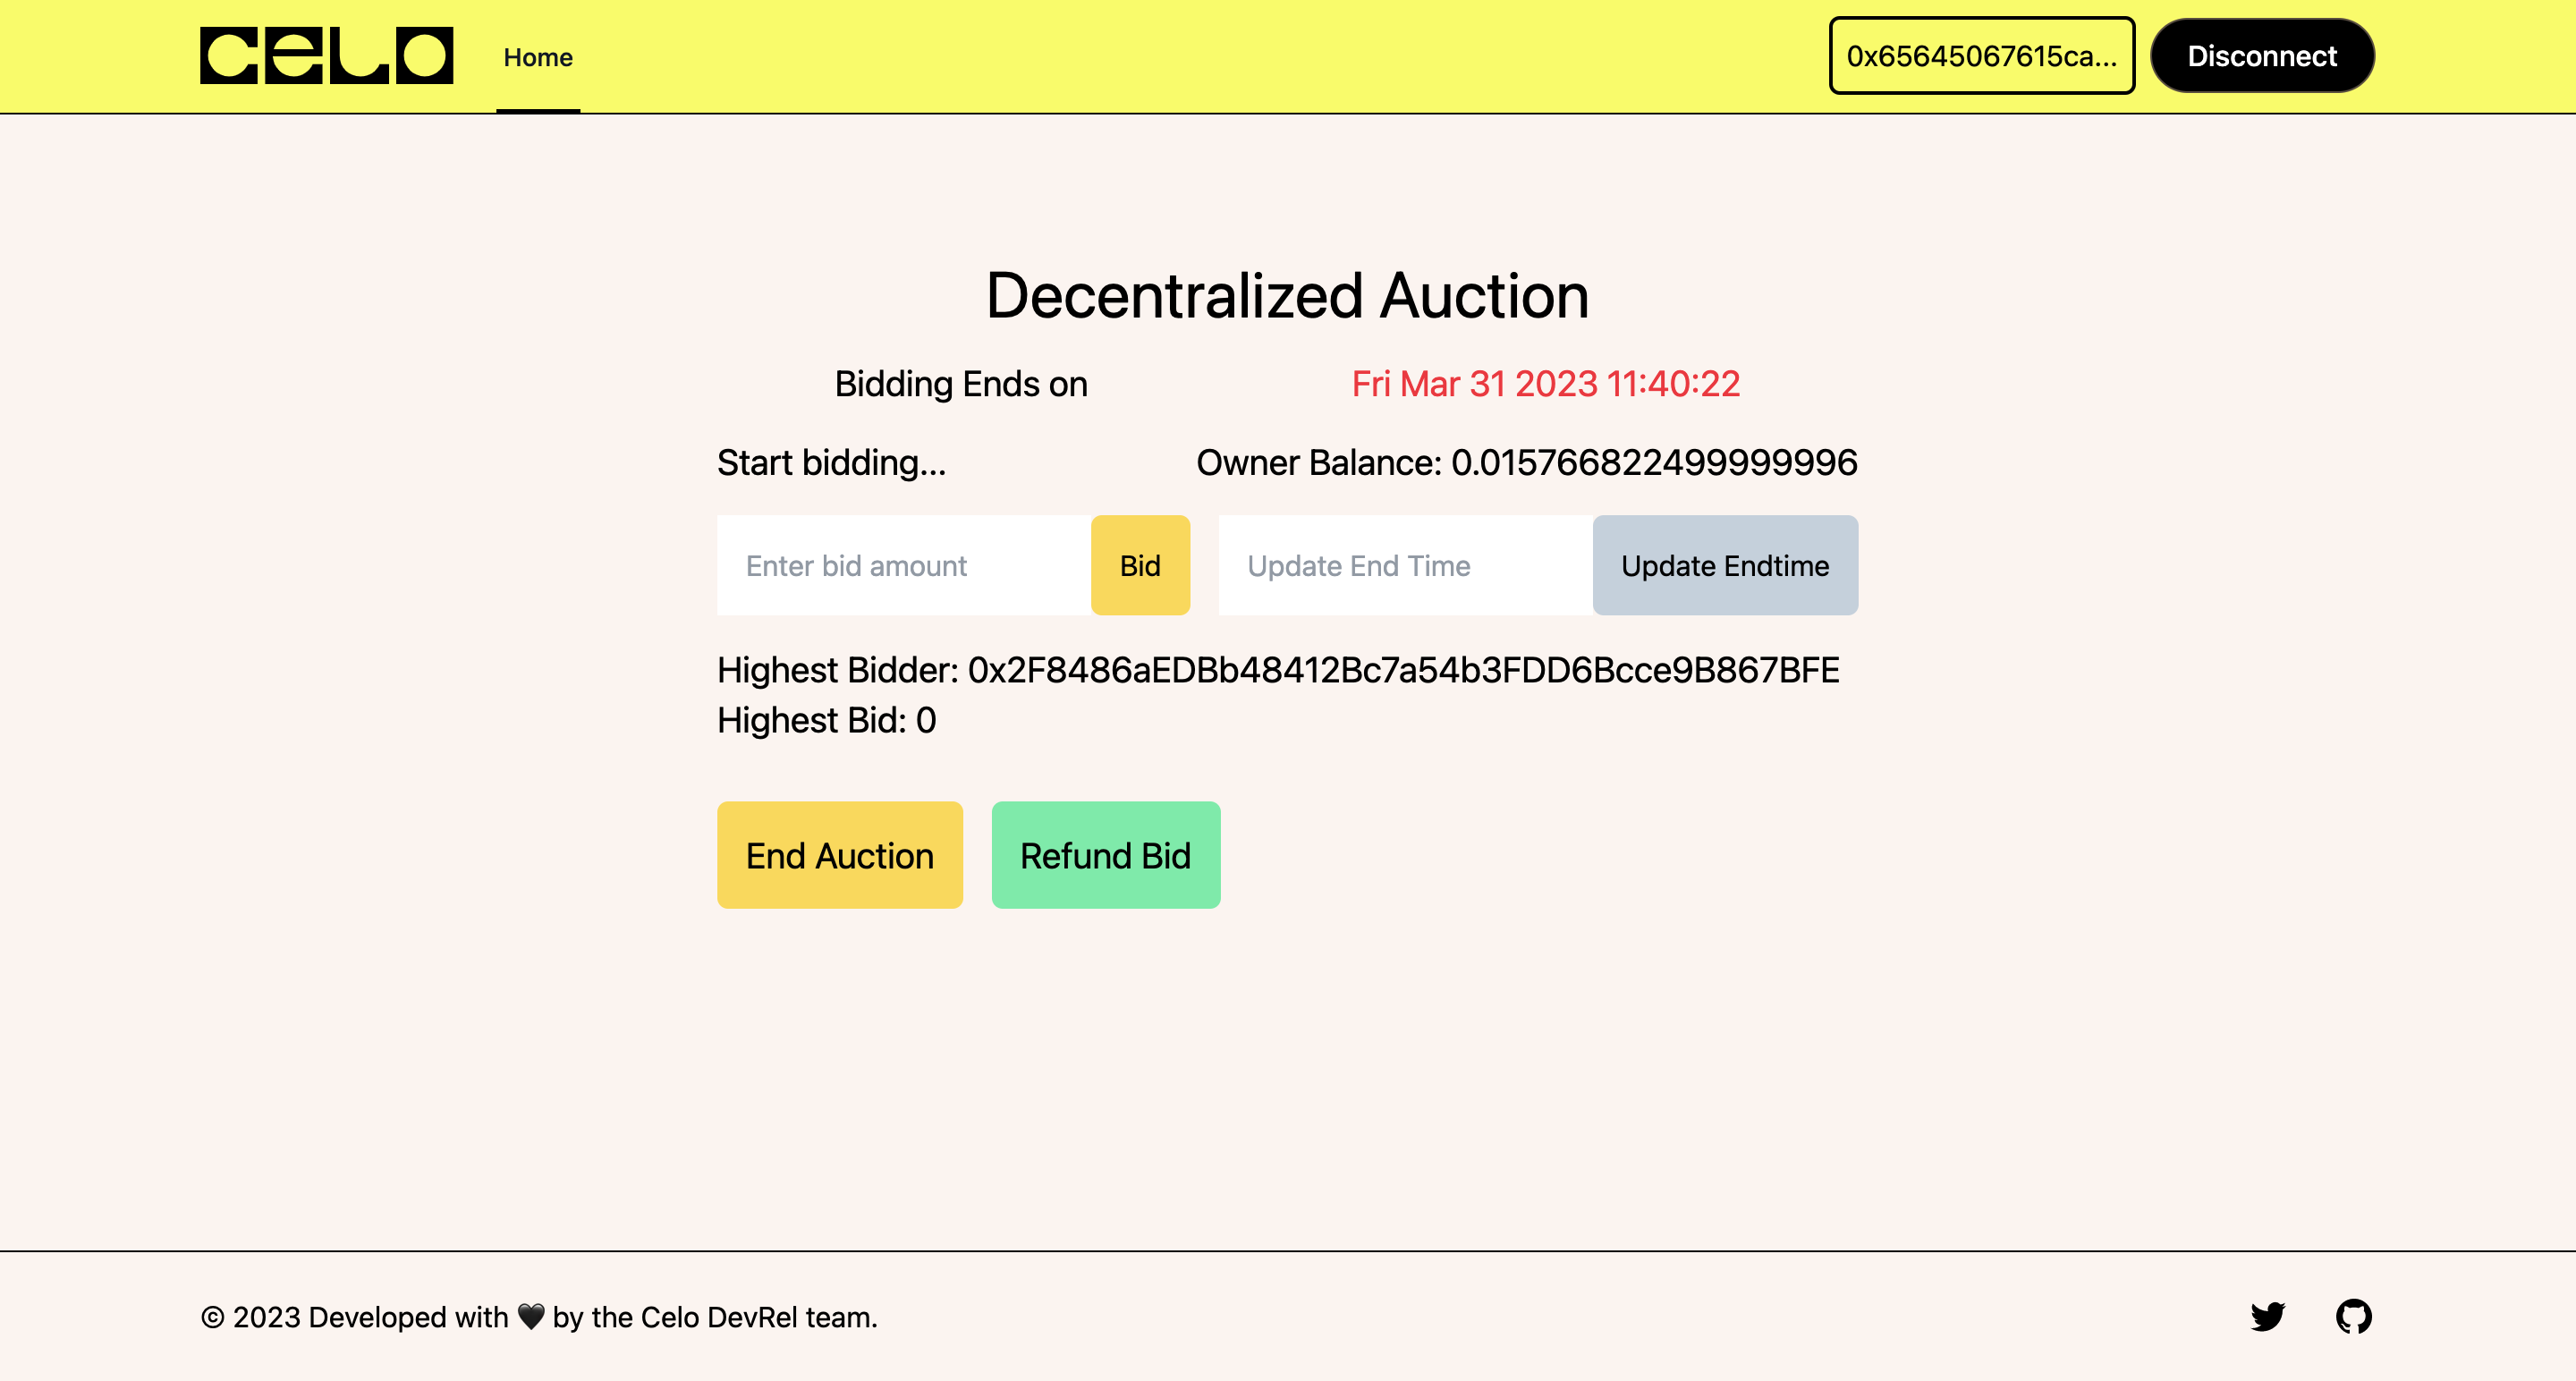 CELO Home 0x65645067615ca... Disconnect
Decentralized Auction
Bidding Ends on Fri Mar 31 2023 11:40:22
Start bidding... Owner Balance: 0.015766822499999996
Enter bid amount Bid Update End Time Update Endtime
Highest Bidder: 0x2F8486aEDBb48412Bc7a54b3FDD6Bcce9B867BFE
Highest Bid: 0
End Auction Refund Bid
© 2023 Developed with 🖤 by the Celo DevRel team.